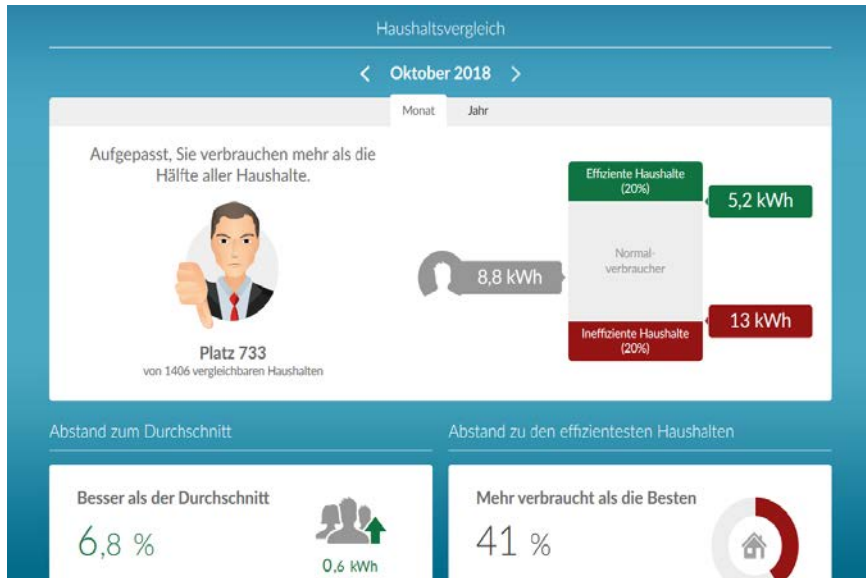 Haushaltsvergleich
Oktober 2018
Monat
Jahr
Aufgepasst, Sie verbrauchen mehr als die
Hälfte aller Haushalte.
Platz 733
von 1406 vergleichbaren Haushalten
8,8 kWh
Effiziente Haushalte
(20%)
5,2 kWh
Normal-
verbraucher
13 kWh
Ineffiziente Haushalte
(20%)
Abstand zum Durchschnitt
Abstand zu den effizientesten Haushalten
Besser als der Durchschnitt
6,8 %
0,6 kWh
Mehr verbraucht als die Besten
41 %